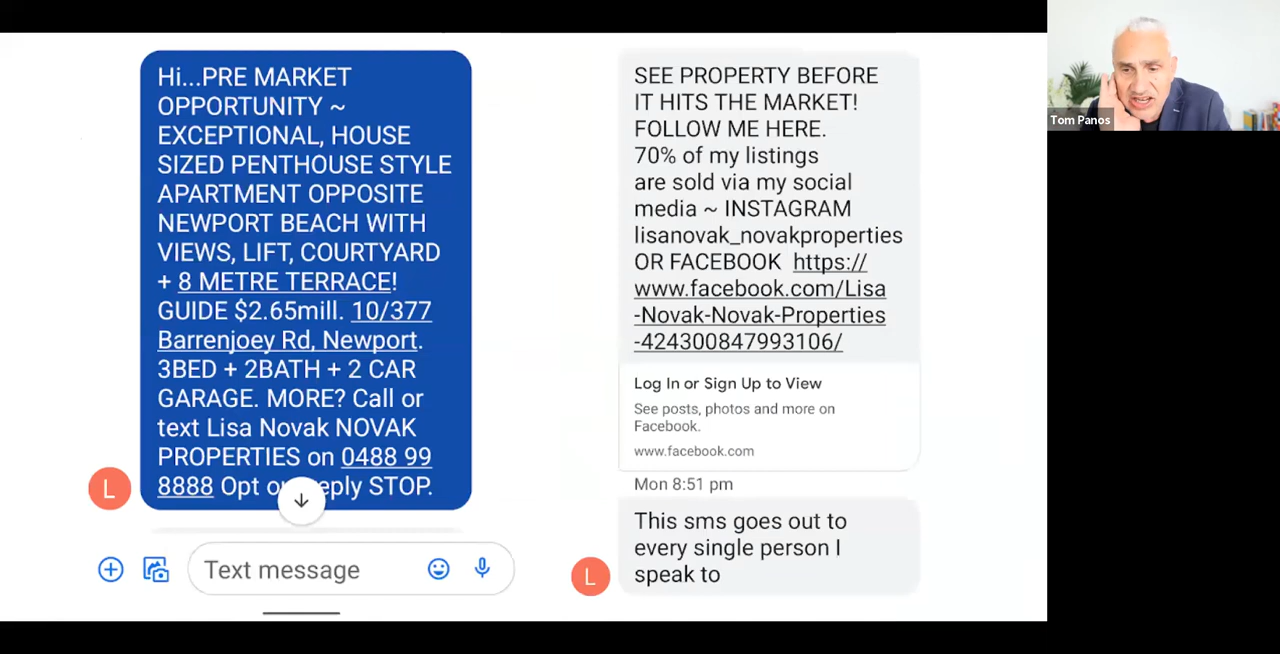 Hi...PRE MARKET
OPPORTUNITY ~
EXCEPTIONAL, HOUSE
SIZED PENTHOUSE STYLE
APARTMENT OPPOSITE
NEWPORT BEACH WITH
VIEWS, LIFT, COURTYARD
+ 8 METRE TERRACE!
GUIDE $2.65mill. 10/377
Barrenjoey Rd, Newport.
3BED + 2BATH + 2 CAR
GARAGE. MORE? Call or
text Lisa Novak NOVAK
PROPERTIES on 0488 99
8888 Opt STOP.
L
Text message
SEE PROPERTY BEFORE
IT HITS THE MARKET!
FOLLOW ME HERE.
70% of my listings
are sold via my social
media ~ INSTAGRAM
lisanovak_novakproperties
OR FACEBOOK https://
www.facebook.com/Lisa
-Novak-Novak-Properties
-424300847993106/
Log In or Sign Up to View
See posts, photos and more on
Facebook.
www.facebook.com
Mon 8:51 pm
This sms goes out to
every single person I
speak to
L
Tom Panos